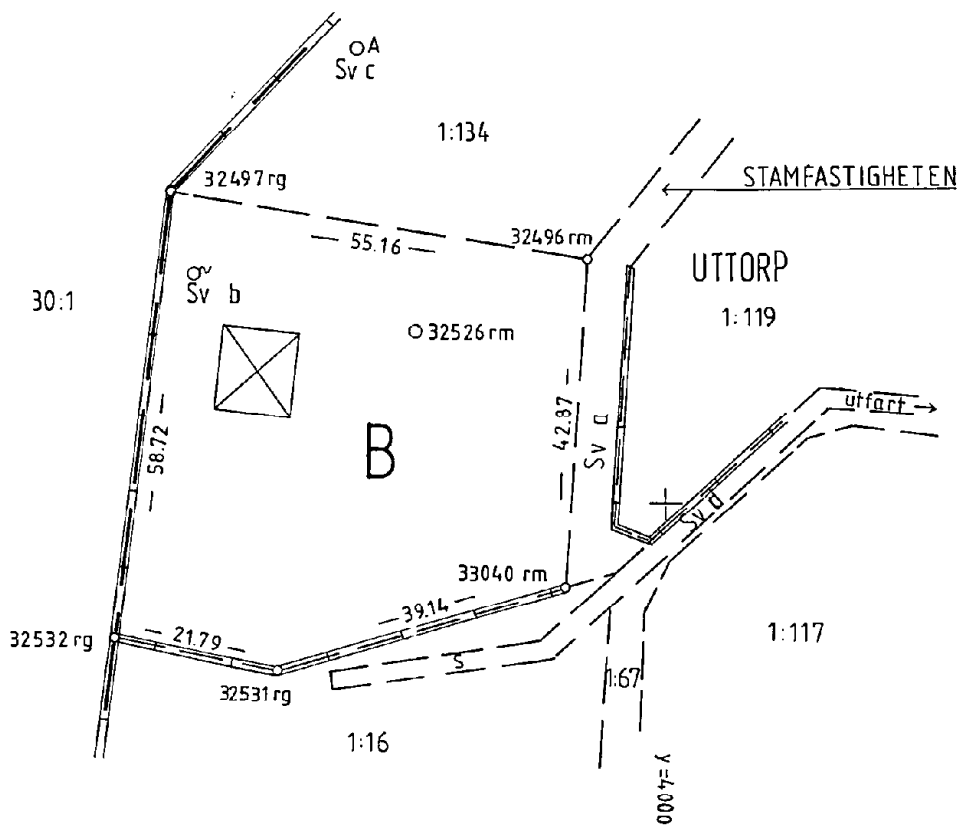 A
Sv c
1:134
32497 rg
STAMFASTIGHETEN
55.16
32496 rm
UTTORP
30:1
Sv b
1:119
32526 rm
utfart
58.72
B
42.87
Sv a
Sv d
33040 rm
39.14
32532 rg
21.79
1:117
S
32531 rg
1:67
1:16
y=4000